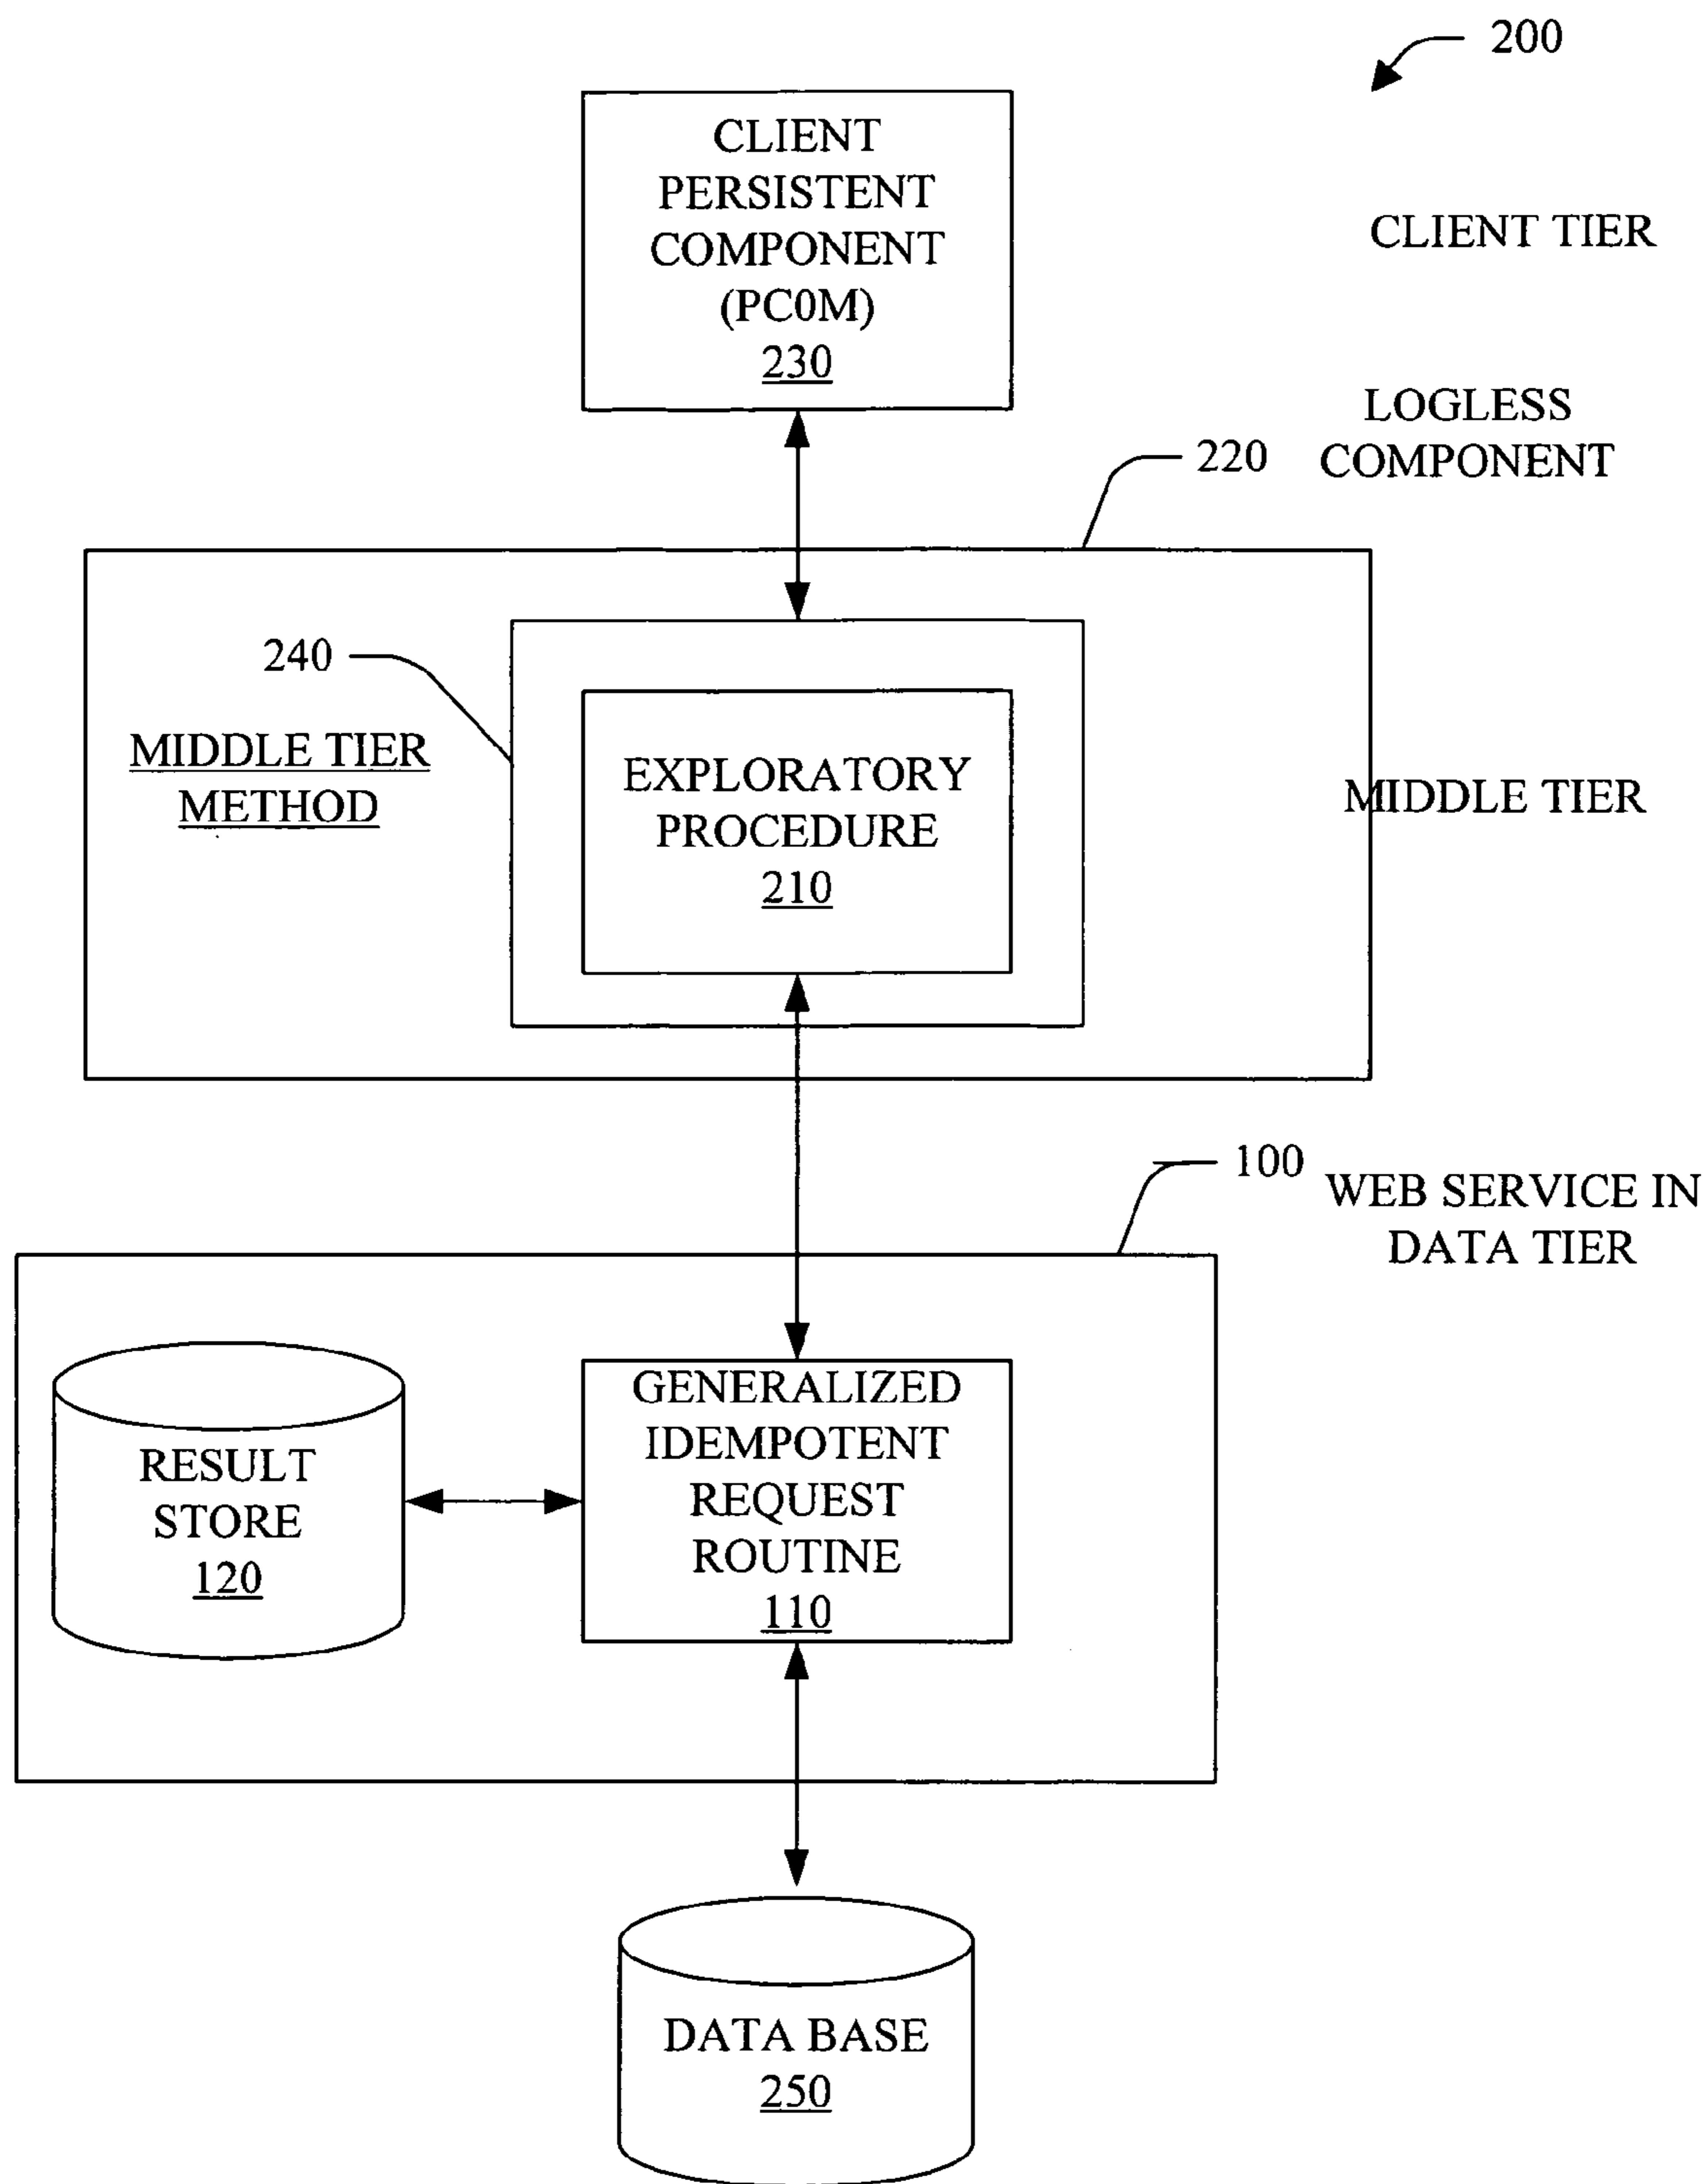 200
CLIENT
PERSISTENT
COMPONENT
(PC0M)
230
CLIENT TIER
LOGLESS
COMPONENT
220
240
MIDDLE TIER
METHOD
EXPLORATORY
PROCEDURE
210
MIDDLE TIER
100
WEB SERVICE IN
DATA TIER
RESULT
STORE
120
GENERALIZED
IDEMPOTENT
REQUEST
ROUTINE
110
DATA BASE
250